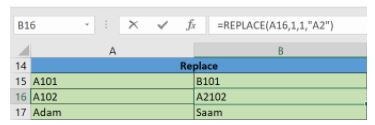 B16 fx =REPLACE(A16,1,1,"A2")
A B
14 Replace
15 A101 B101
16 A102 A2102
17 Adam Saam